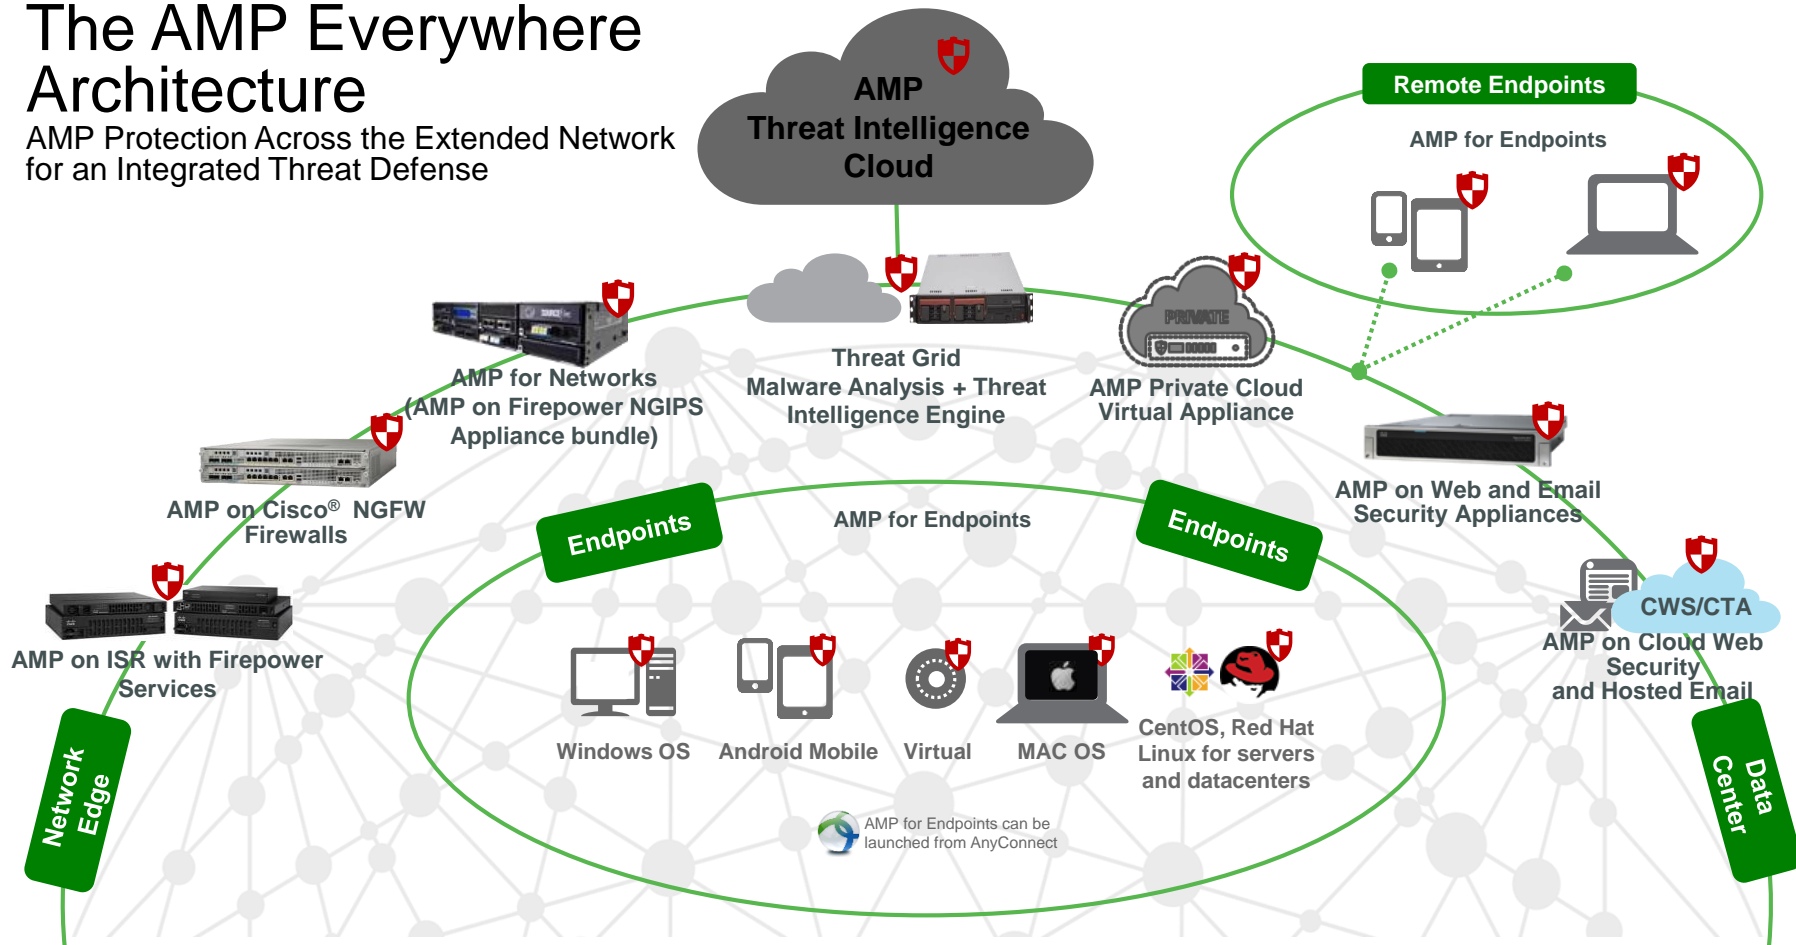 The AMP Everywhere
Architecture
AMP Protection Across the Extended Network
for an Integrated Threat Defense
AMP
Threat Intelligence
Cloud
Remote Endpoints
AMP for Endpoints
PRIVATE
AMP for Networks
(AMP on Firepower NGIPS
Appliance bundle)
Threat Grid
Malware Analysis + Threat
Intelligence Engine
AMP Private Cloud
Virtual Appliance
AMP on Cisco® NGFW
Firewalls
AMP on Web and Email
Security Appliances
Endpoints
AMP for Endpoints
Endpoints
AMP on ISR with Firepower
Services
CWS/CTA
AMP on Cloud Web
Security
and Hosted Email
Windows OS
Android Mobile
Virtual
MAC OS
CentOS, Red Hat
Linux for servers
and datacenters
Network
Edge
Data
Center
AMP for Endpoints can be
launched from AnyConnect